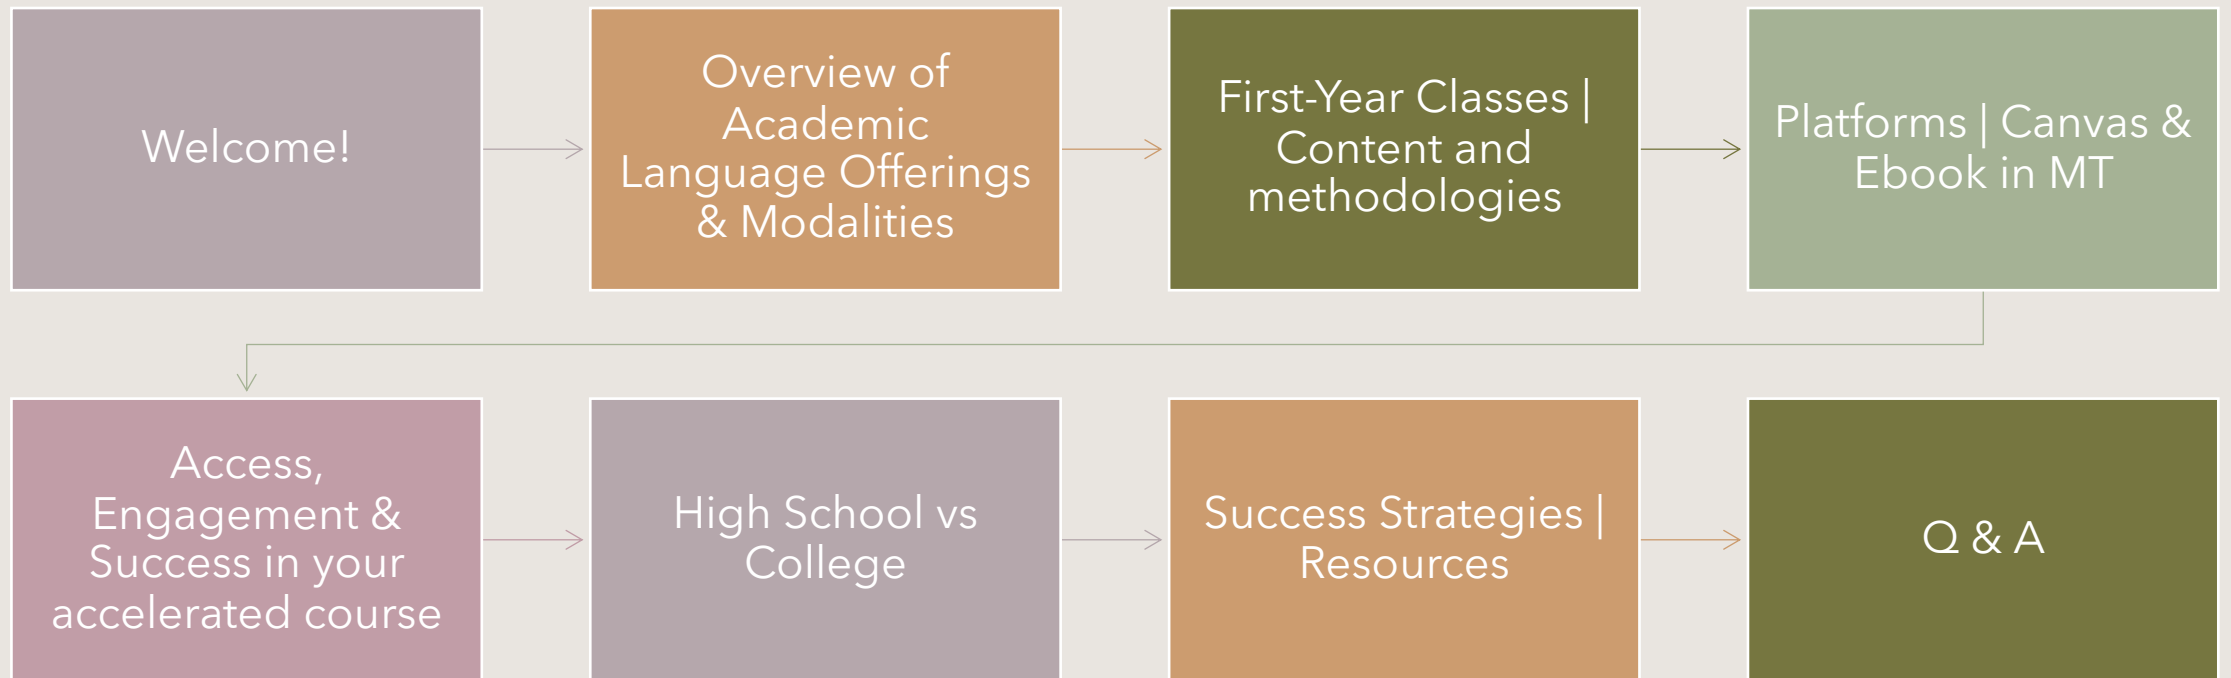 Welcome!
Overview of
Academic
Language Offerings
& Modalities
First-Year Classes |
Content and
methodologies
Platforms | Canvas &
Ebook in MT
Access,
Engagement &
Success in your
accelerated course
High School vs
College
Success Strategies |
Resources
Q & A